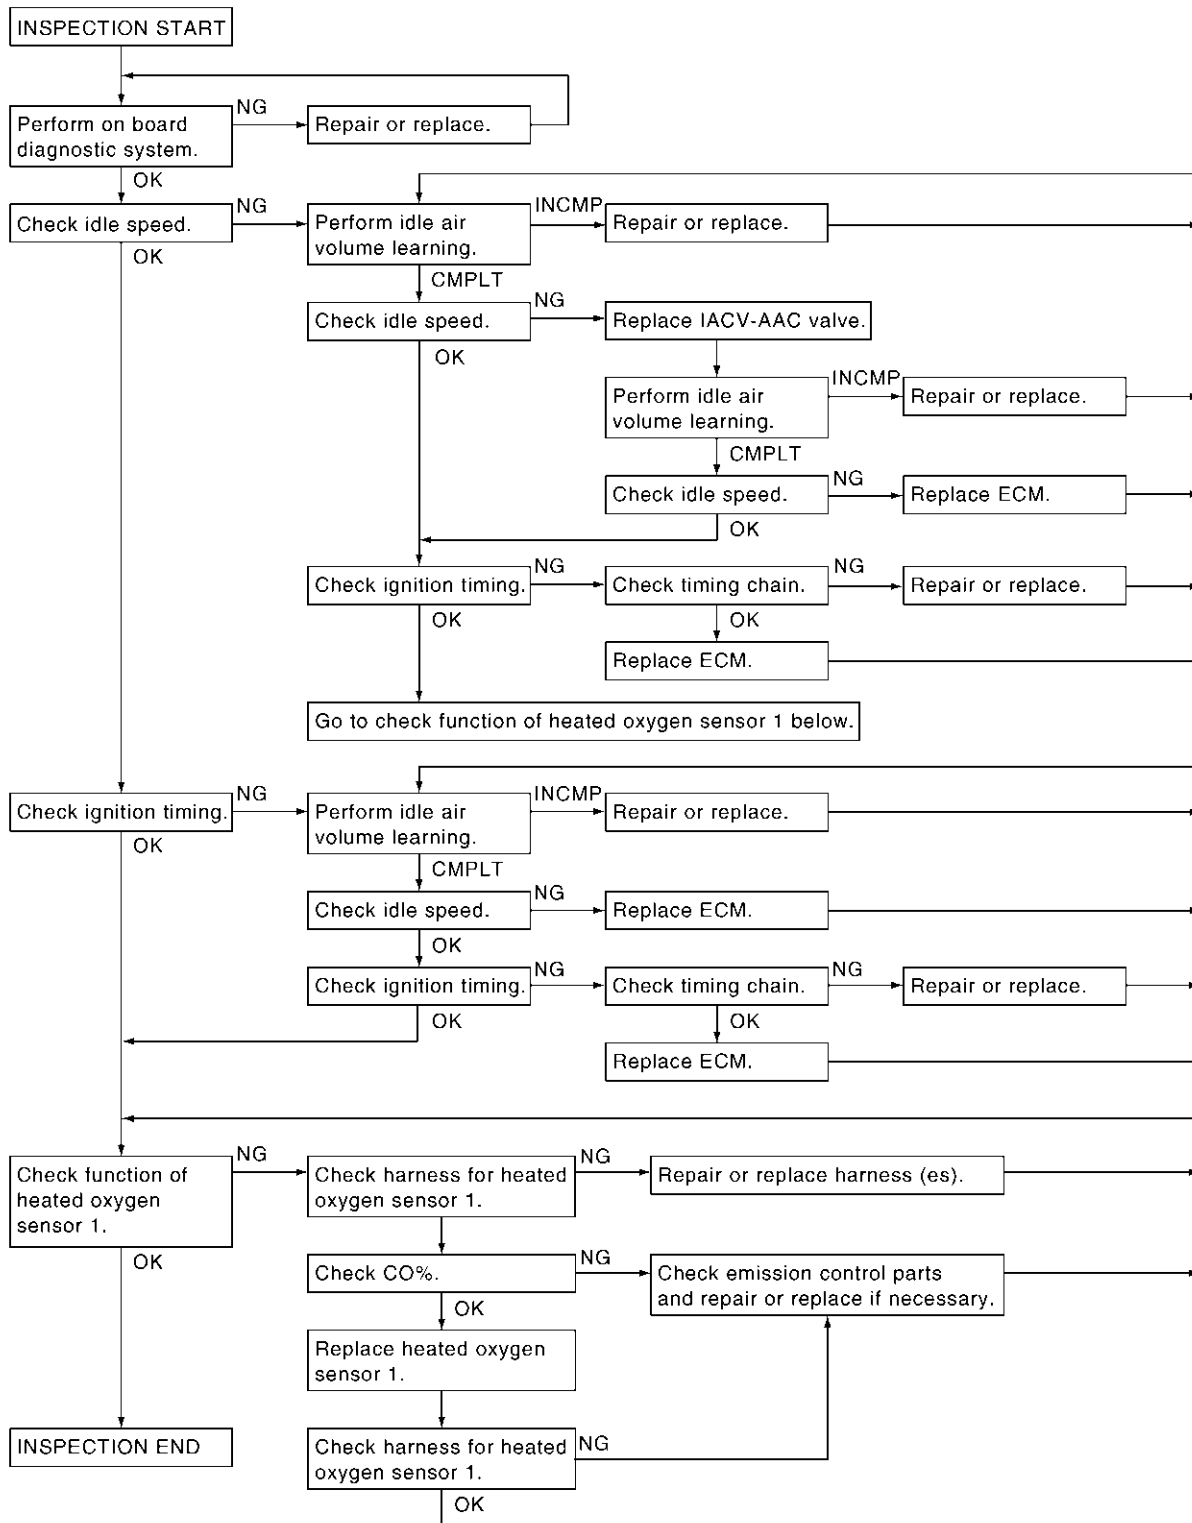 INSPECTION START
NG
Perform on board
diagnostic system.
Repair or replace.
OK
NG
Check idle speed.
INCMP
Perform idle air
volume learning.
Repair or replace.
OK
CMPLT
NG
Check idle speed.
Replace IACV-AAC valve.
OK
INCMP
Perform idle air
volume learning.
Repair or replace.
CMPLT
NG
Check idle speed.
Replace ECM.
OK
NG
NG
Check ignition timing.
Check timing chain.
Repair or replace.
OK
OK
Replace ECM.
Go to check function of heated oxygen sensor 1 below.
NG
INCMP
Check ignition timing.
Perform idle air
volume learning.
Repair or replace.
OK
CMPLT
NG
Check idle speed.
Replace ECM.
OK
NG
NG
Check ignition timing.
Check timing chain.
Repair or replace.
OK
OK
Replace ECM.
NG
NG
Check function of
heated oxygen
sensor 1.
Check harness for heated
oxygen sensor 1.
Repair or replace harness (es).
OK
NG
Check CO%.
Check emission control parts
and repair or replace if necessary.
OK
Replace heated oxygen
sensor 1.
INSPECTION END
NG
Check harness for heated
oxygen sensor 1.
OK